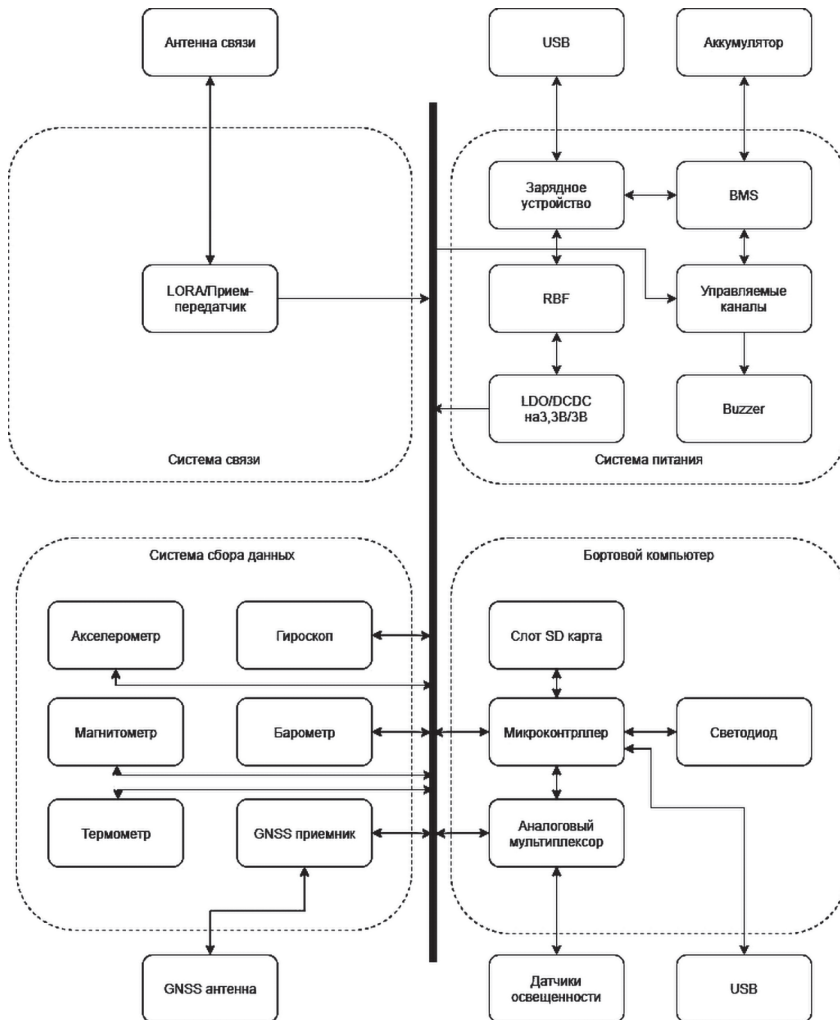 Антенна связи
USB
Аккумулятор
Зарядное
устройство
BMS
LORA/Прием-
передатчик
RBF
Управляемые
каналы
LDO/DCDC
на3,3В/3В
Buzzer
Система связи
Система питания
Система сбора данных
Бортовой компьютер
Акселерометр
Гироскоп
Слот SD карта
Магнитометр
Барометр
Микроконтрллер
Светодиод
Термометр
GNSS приемник
Аналоговый
мультиплексор
GNSS антенна
Датчики
освещенности
USB